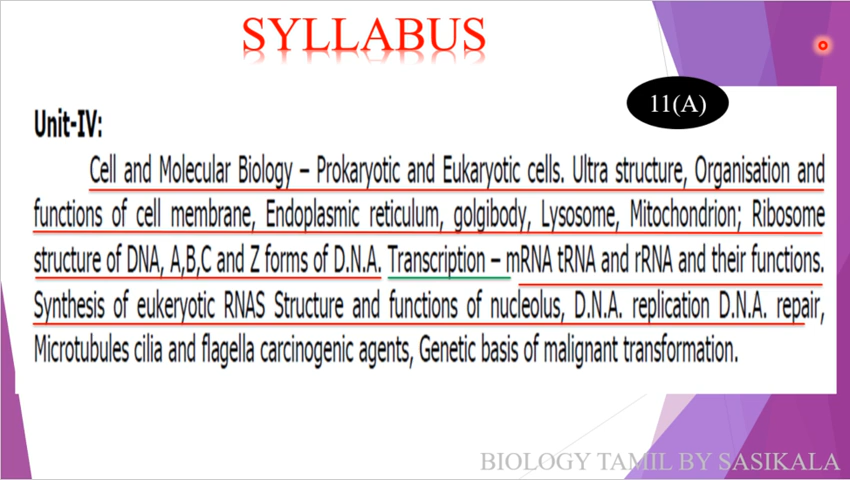 SYLLABUS
11(A)
Unit-IV:
Cell and Molecular Biology – Prokaryotic and Eukaryotic cells. Ultra structure, Organisation and
functions of cell membrane, Endoplasmic reticulum, golgibody, Lysosome, Mitochondrion; Ribosome
structure of DNA, A,B,C and Z forms of D.N.A. Transcription – mRNA tRNA and rRNA and their functions.
Synthesis of eukeryotic RNAS Structure and functions of nucleolus, D.N.A. replication D.N.A. repair,
Microtubules cilia and flagella carcinogenic agents, Genetic basis of malignant transformation.
BIOLOGY TAMIL BY SASIKALA